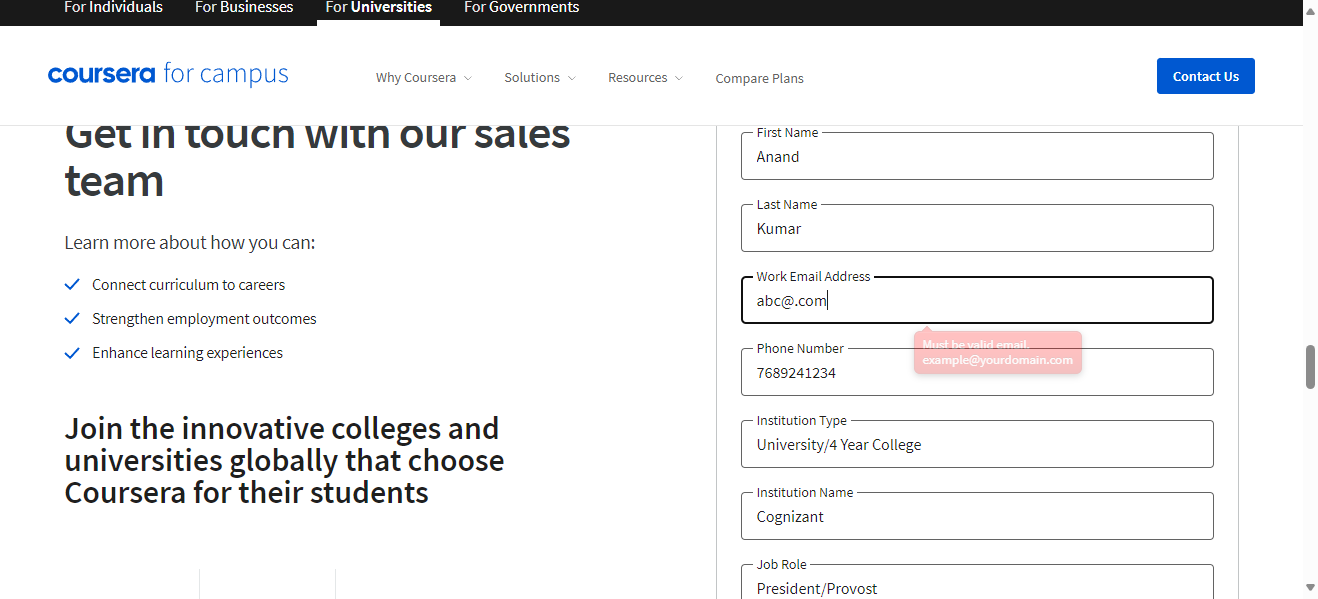 For Individuals
For Businesses
For Universities
For Governments
coursera for campus
Why Coursera
Solutions
Resources
Compare Plans
Contact Us
Get in touch with our sales
team
Learn more about how you can:
Connect curriculum to careers
Strengthen employment outcomes
Enhance learning experiences
Join the innovative colleges and
universities globally that choose
Coursera for their students
First Name
Anand
Last Name
Kumar
Work Email Address
abc@.com
Must be valid email.
example@yourdomain.com
Phone Number
7689241234
Institution Type
University/4 Year College
Institution Name
Cognizant
Job Role
President/Provost